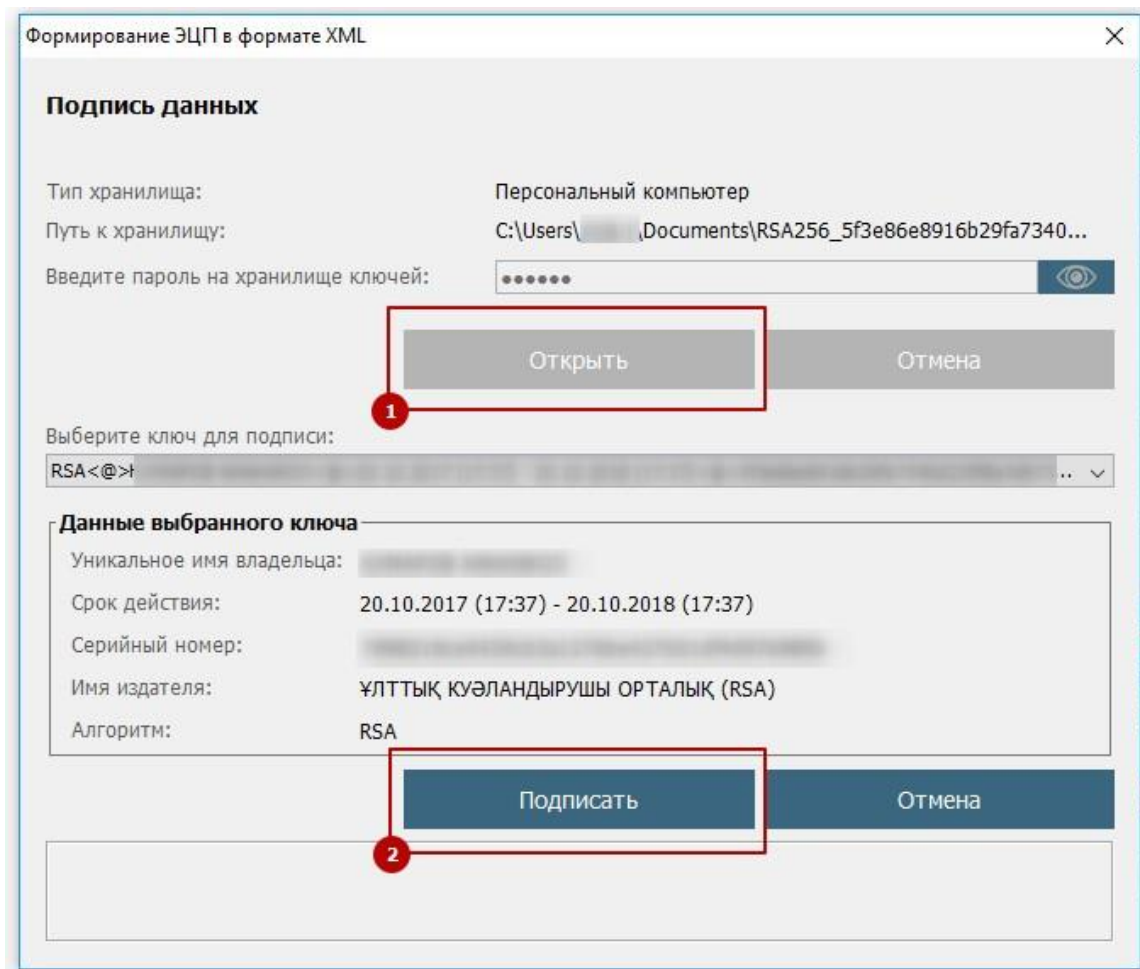 Формирование ЭЦП в формате XML
Подпись данных
Тип хранилища: Персональный компьютер
Путь к хранилищу: C:\Users\ \Documents\RSA256_5f3e86e8916b29fa7340...
Введите пароль на хранилище ключей: ●●●●●●
Открыть Отмена
1
Выберите ключ для подписи:
RSA<@> ..
Данные выбранного ключа
Уникальное имя владельца:
Срок действия: 20.10.2017 (17:37) - 20.10.2018 (17:37)
Серийный номер:
Имя издателя: ҰЛТТЫҚ КУӘЛАНДЫРУШЫ ОРТАЛЫҚ (RSA)
Алгоритм: RSA
Подписать Отмена
2